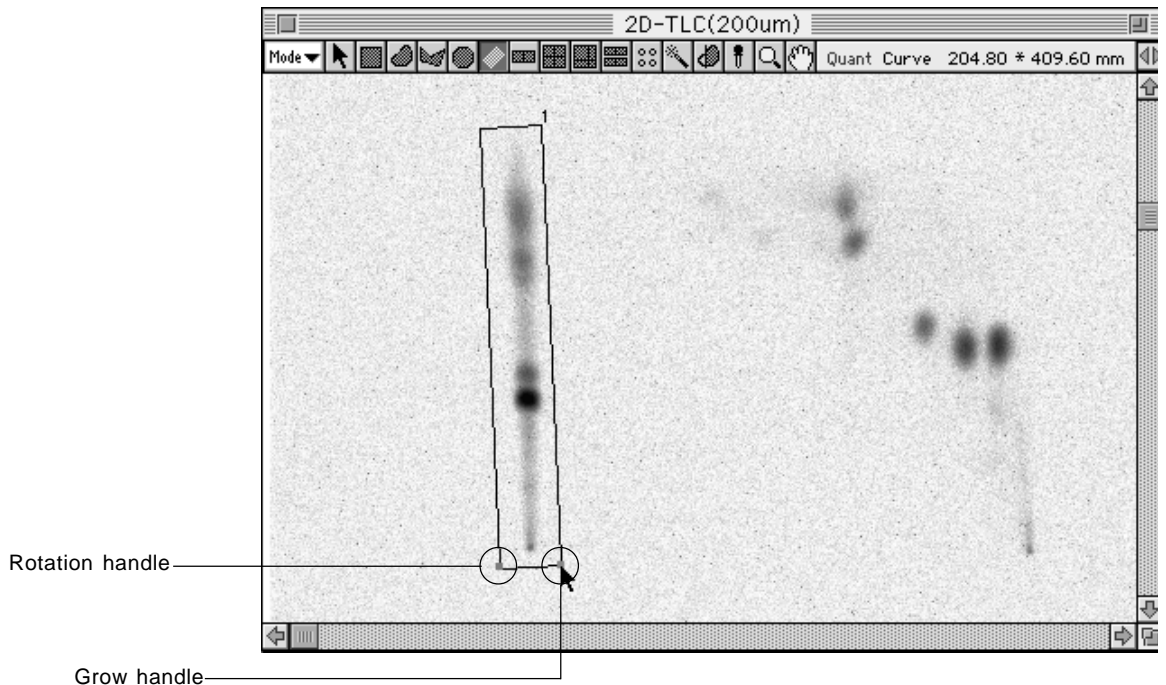 2D-TLC(200um)
Mode Quant Curve 204.80 * 409.60 mm
1
Rotation handle
Grow handle